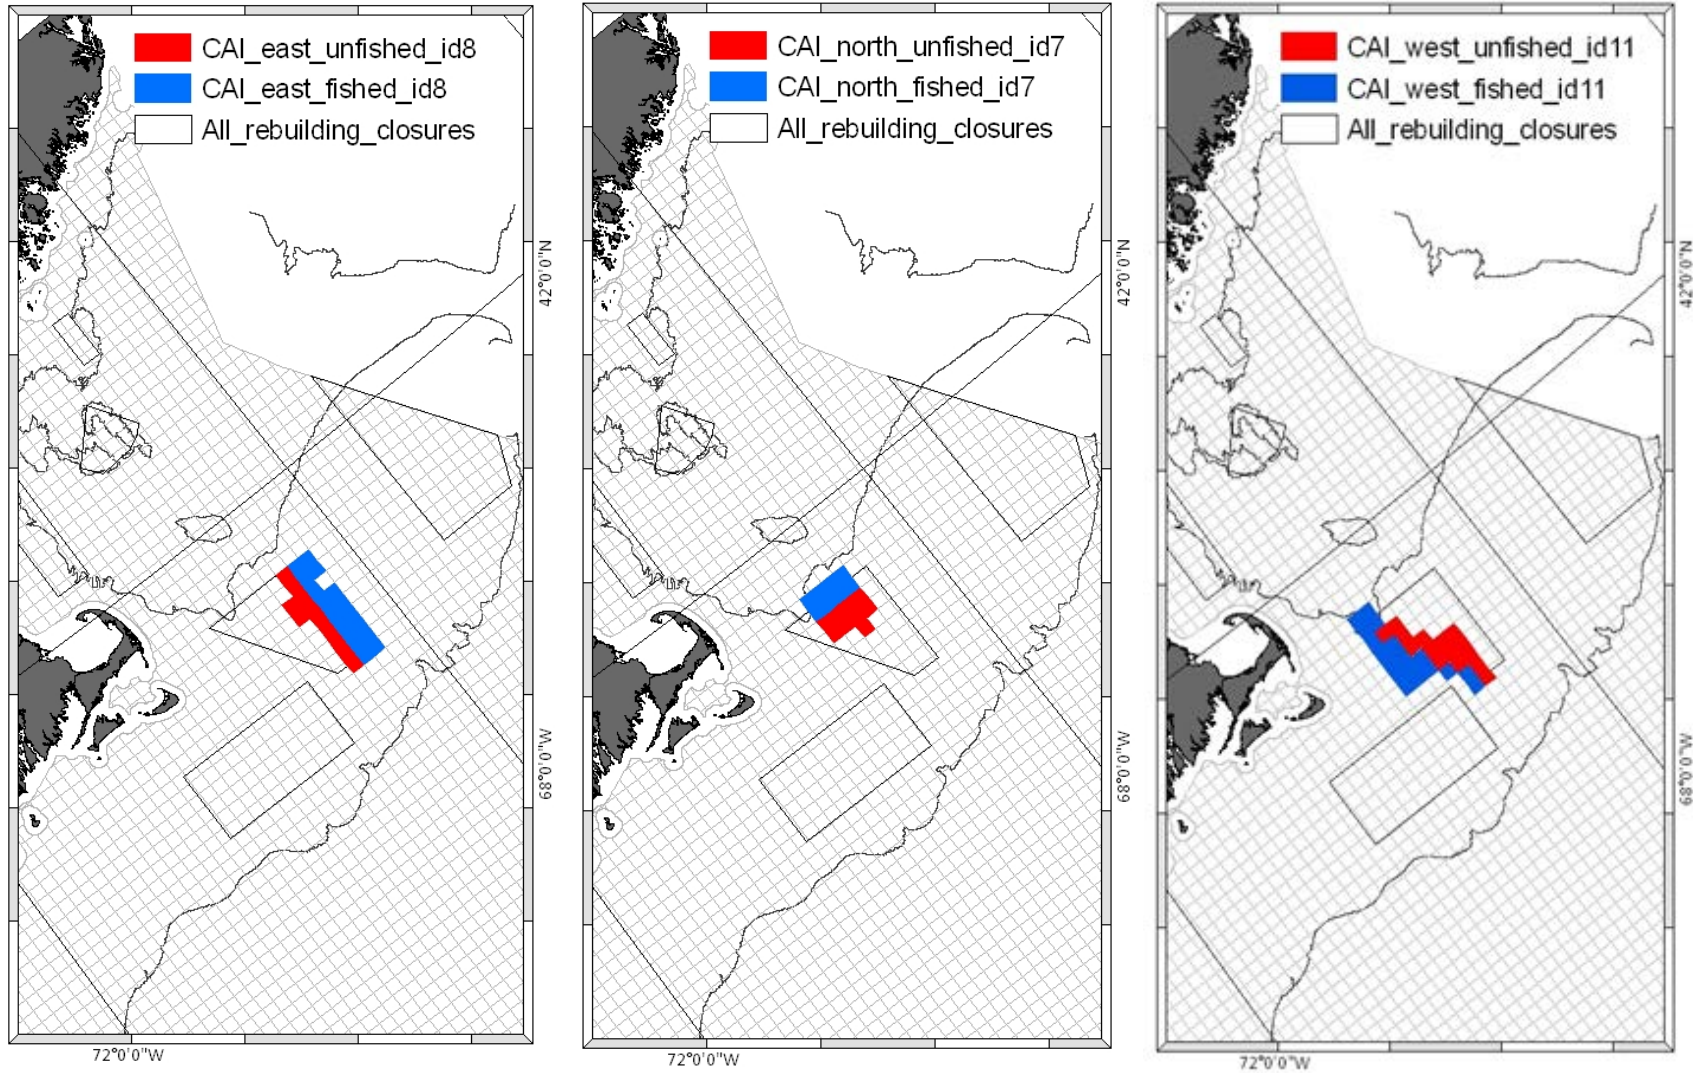 CAI_east_unfished_id8
CAI_east_fished_id8
All_rebuilding_closures
42°0'0"N
68°0'0"W
72°0'0"W
CAI_north_unfished_id7
CAI_north_fished_id7
All_rebuilding_closures
42°0'0"N
68°0'0"W
72°0'0"W
CAI_west_unfished_id11
CAI_west_fished_id11
All_rebuilding_closures
42°0'0"N
68°0'0"W
72°0'0"W